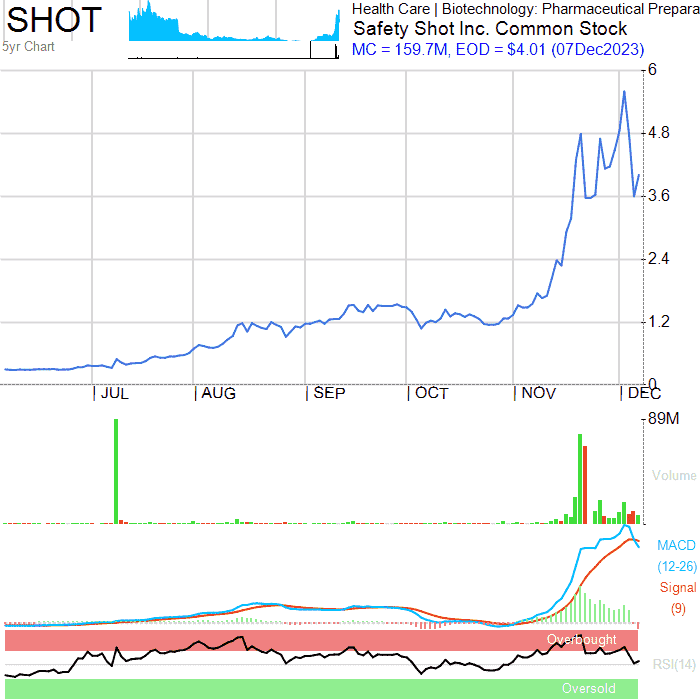 SHOT
5yr Chart
Health Care | Biotechnology: Pharmaceutical Prepara
Safety Shot Inc. Common Stock
MC = 159.7M, EOD = $4.01 (07Dec2023)
6
4.8
3.6
2.4
1.2
0
JUL
AUG
SEP
OCT
NOV
DEC
89M
Volume
MACD
(12-26)
Signal
(9)
Overbought
RSI(14)
Oversold